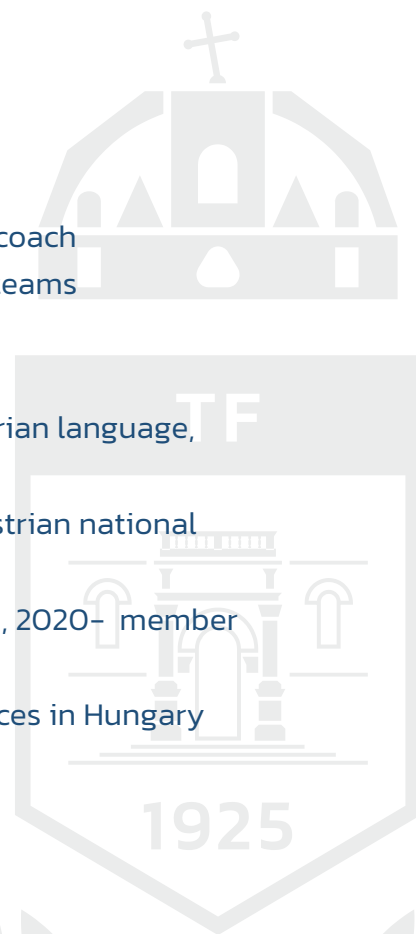 coach
eams
rian language,
TF
strian national
, 2020- member
ces in Hungary
1925